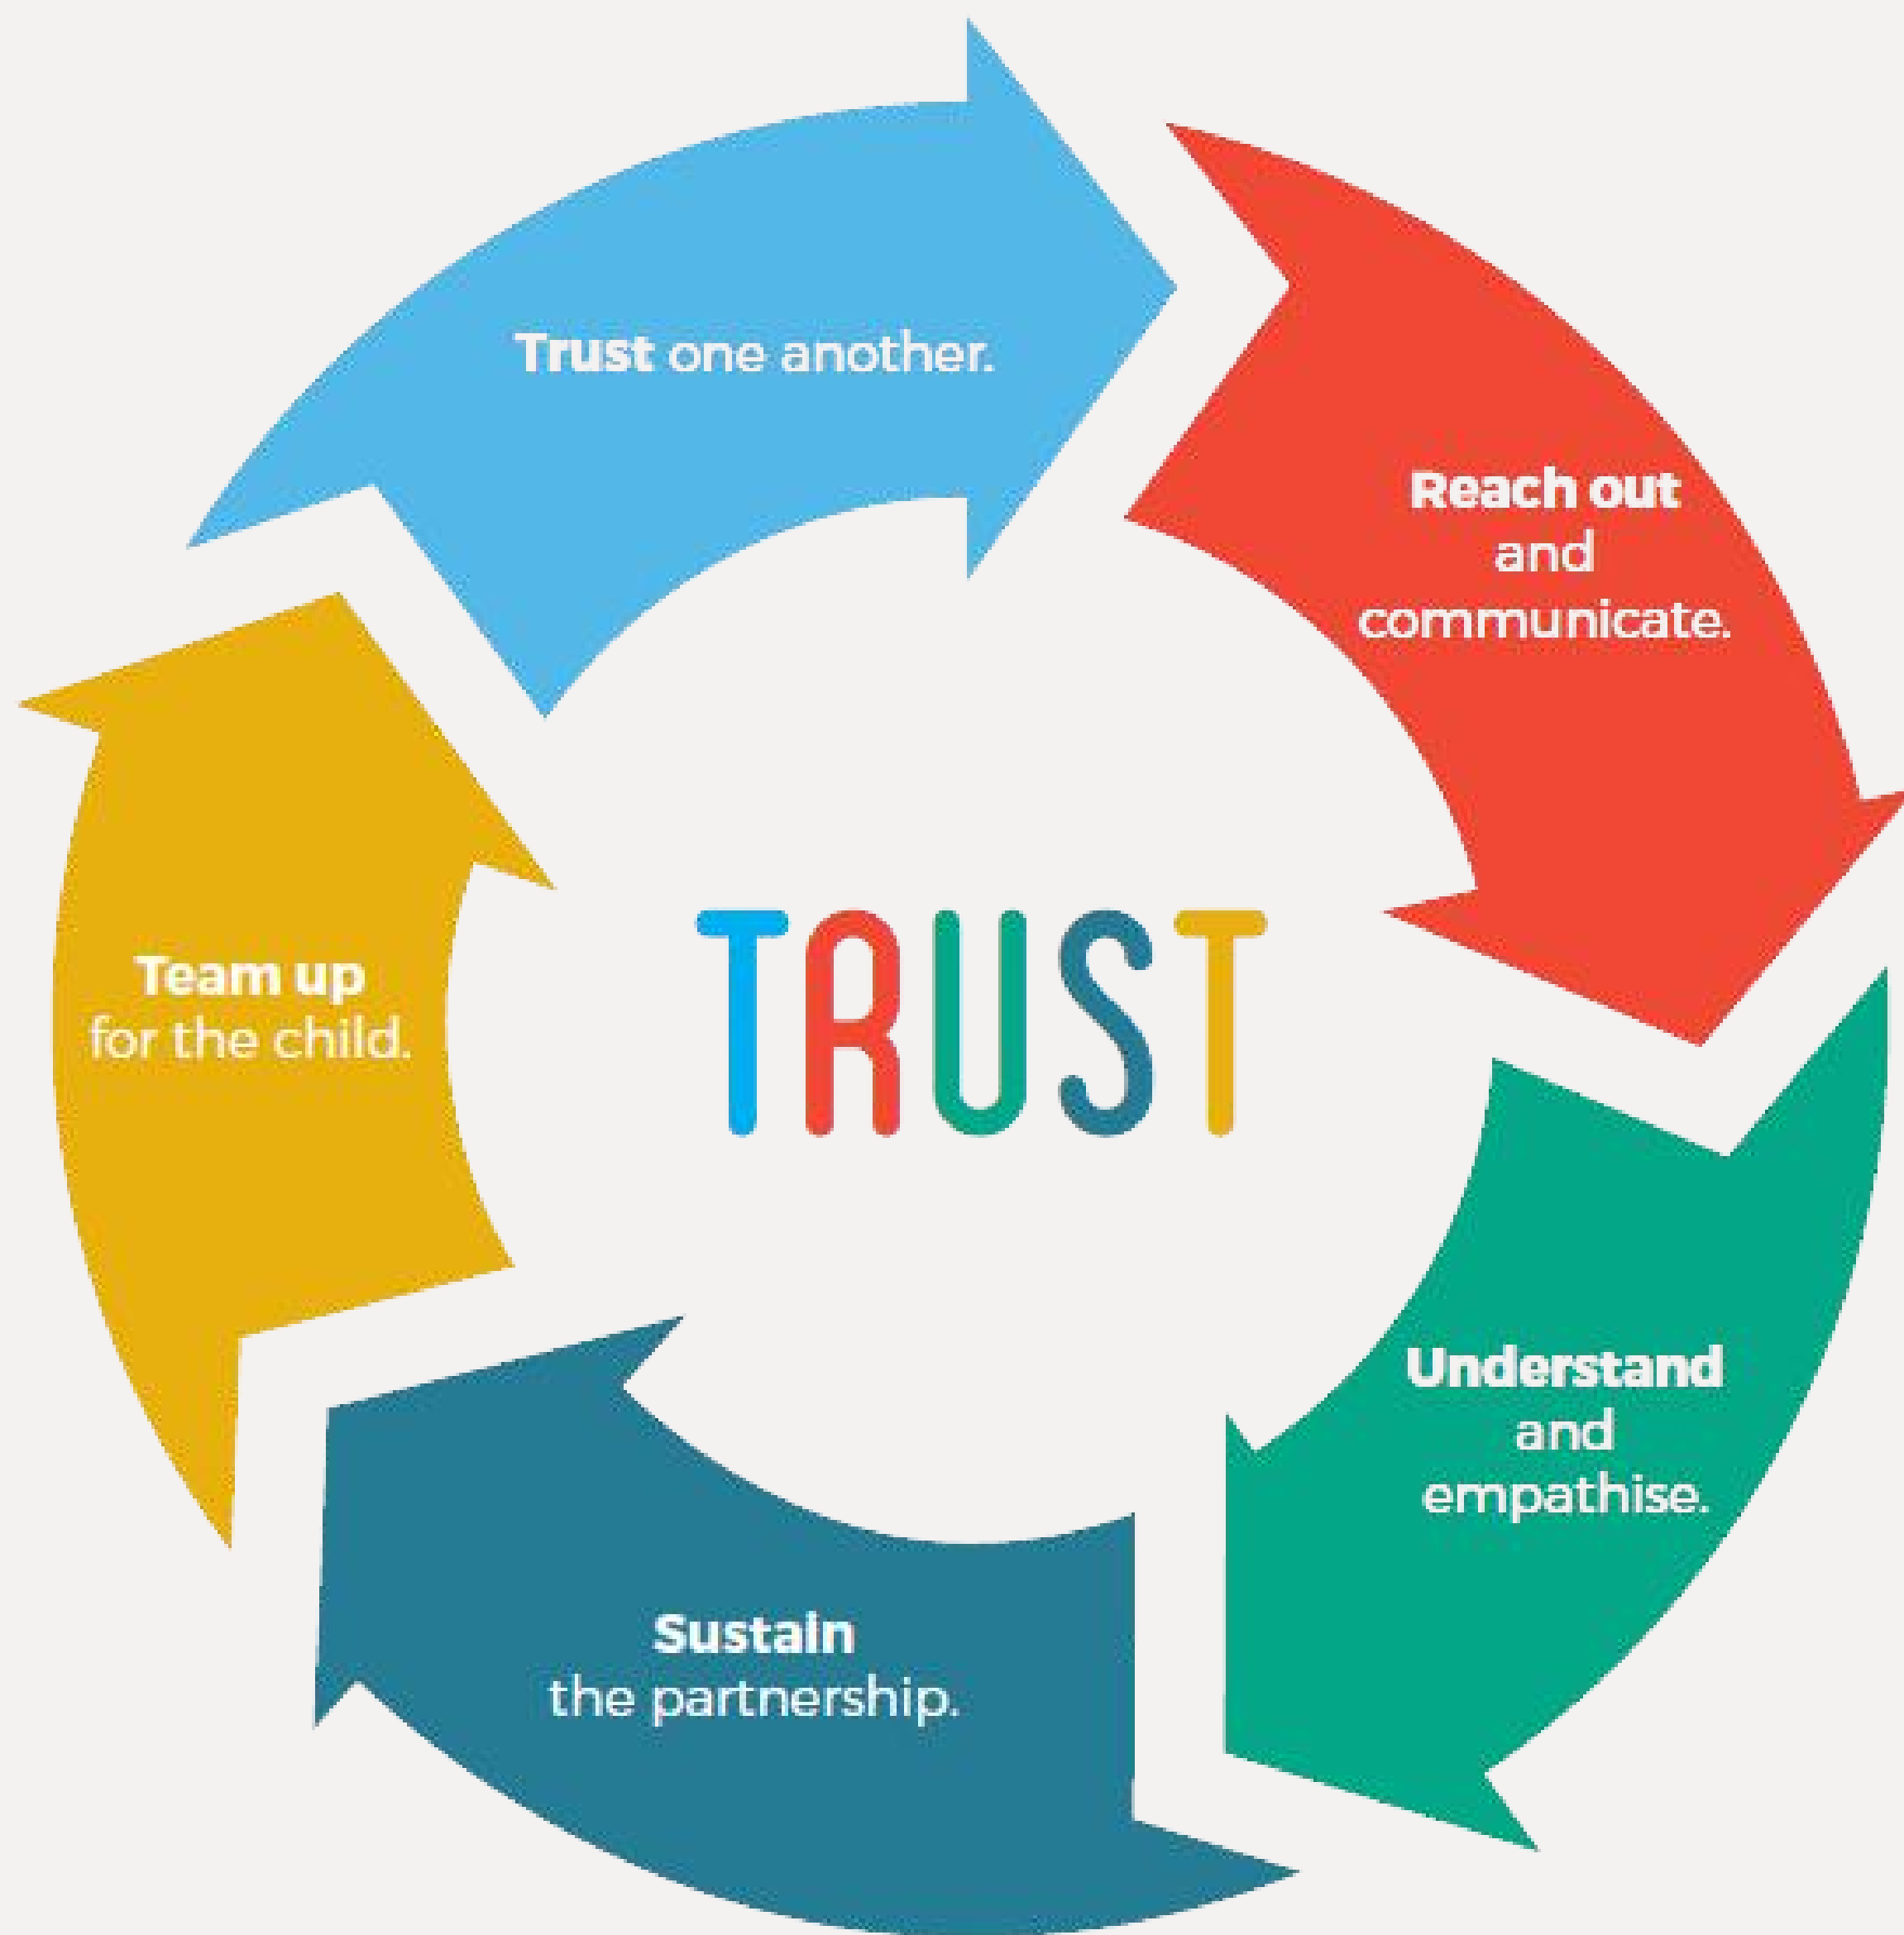 Trust one another.
Reach out
and
communicate.
Understand
and
empathise.
Sustain
the partnership.
Team up
for the child.
TRUST